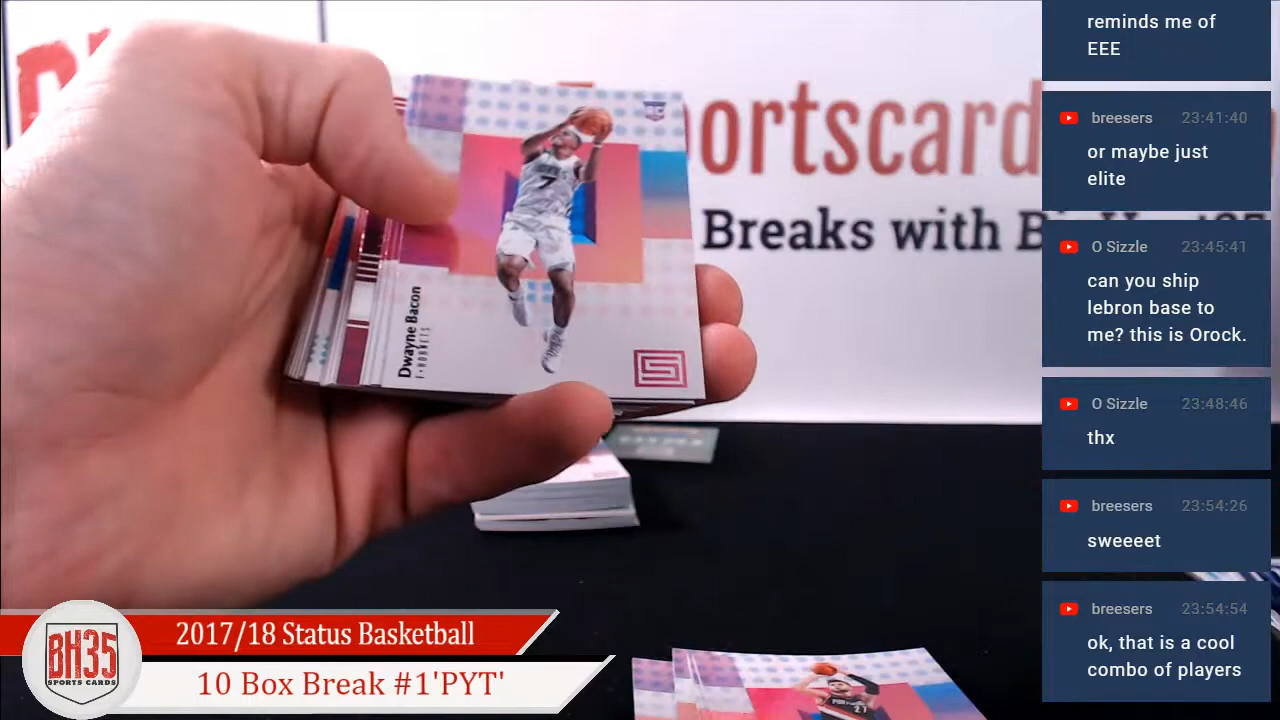 reminds me of
EEE
breesers 23:41:40
or maybe just
elite
O Sizzle 23:45:41
can you ship
lebron base to
me? this is Orock.
O Sizzle 23:48:46
thx
breesers 23:54:26
sweeeet
breesers 23:54:54
ok, that is a cool
combo of players
ortscard
Breaks with B
RC
7
Dwayne Bacon
F • HORNETS
21
BH35
SPORTS CARDS
2017/18 Status Basketball
10 Box Break #1'PYT'